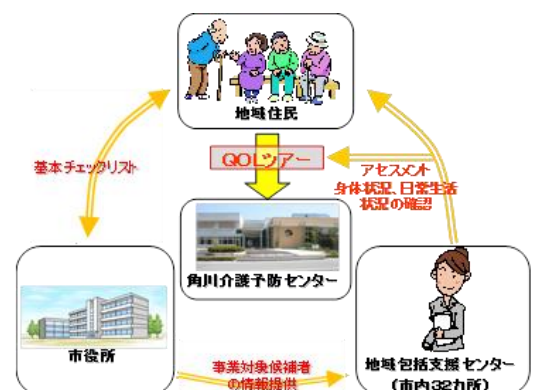 地域住民
QOLツアー
基本チェックリスト
アセスメント
身体状況、日常生活
状況の確認
角川介護予防センター
市役所
事業対象候補者
の情報提供
地域包括支援センター
(市内32カ所)